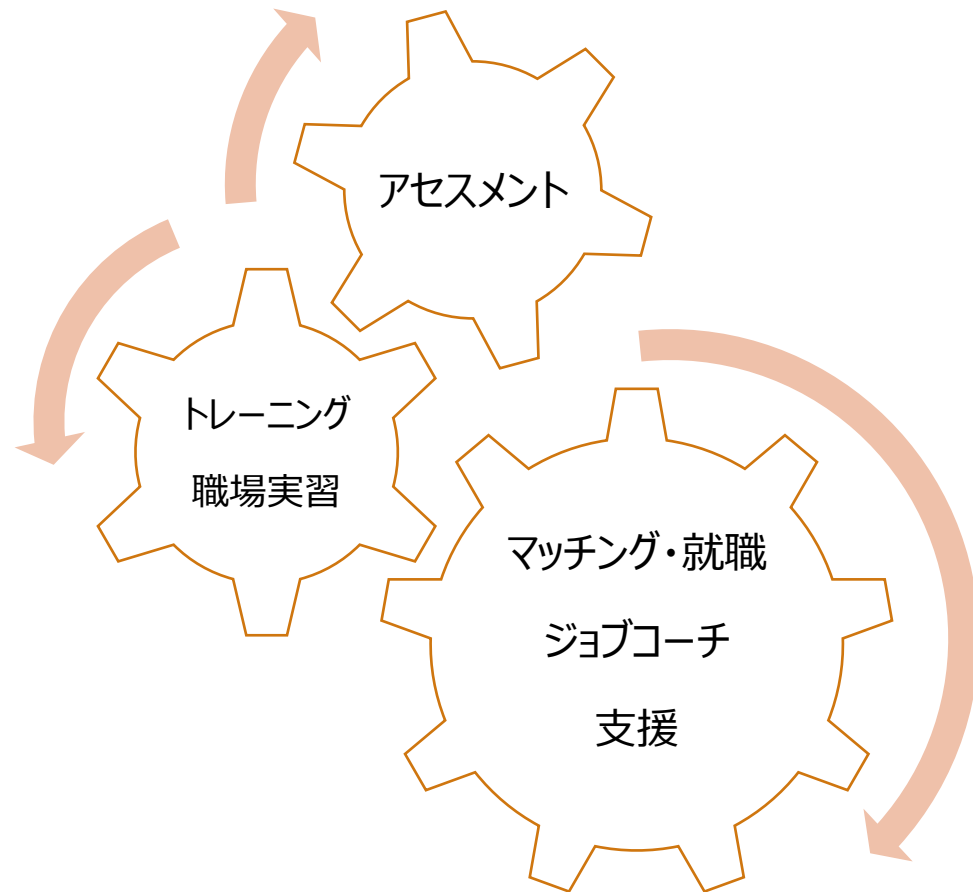 アセスメント
トレーニング
職場実習
マッチング・就職
ジョブコーチ
支援